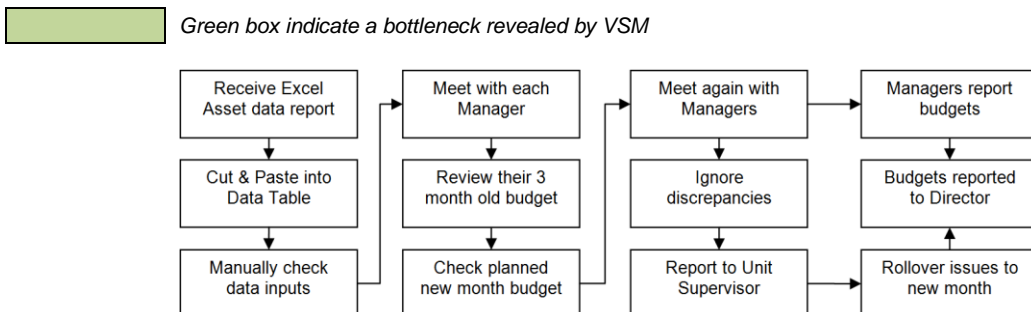 Green box indicate a bottleneck revealed by VSM
Receive Excel
Asset data report
Cut & Paste into
Data Table
Manually check
data inputs
Meet with each
Manager
Review their 3
month old budget
Check planned
new month budget
Meet again with
Managers
Ignore
discrepancies
Report to Unit
Supervisor
Managers report
budgets
Budgets reported
to Director
Rollover issues to
new month